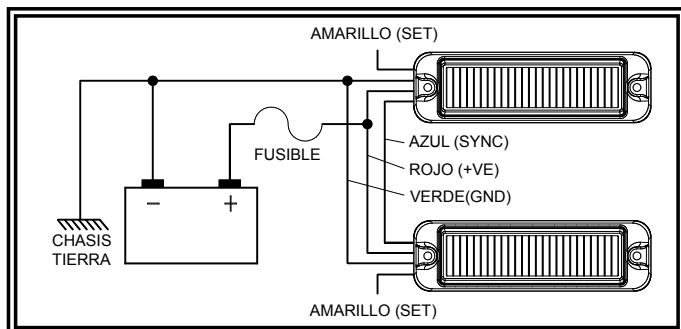 AMARILLO (SET)
FUSIBLE
AZUL (SYNC)
ROJO (+VE)
VERDE(GND)
− +
CHASIS
TIERRA
AMARILLO (SET)